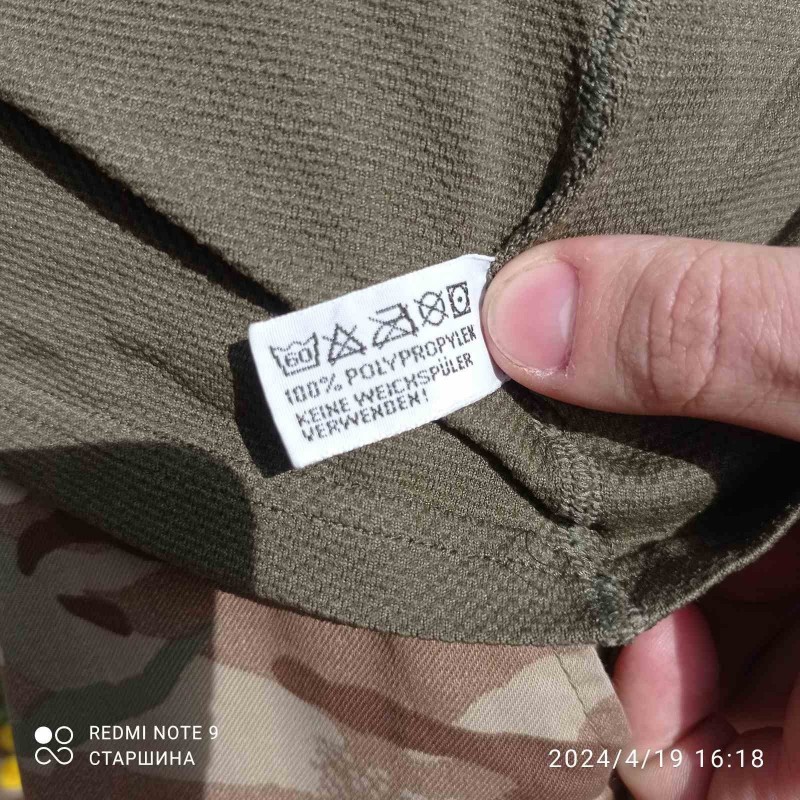 60
100% POLYPROPYLEN
KEINE WEICHSPÜLER
VERWENDEN!
REDMI NOTE 9
СТАРШИНА
2024/4/19 16:18